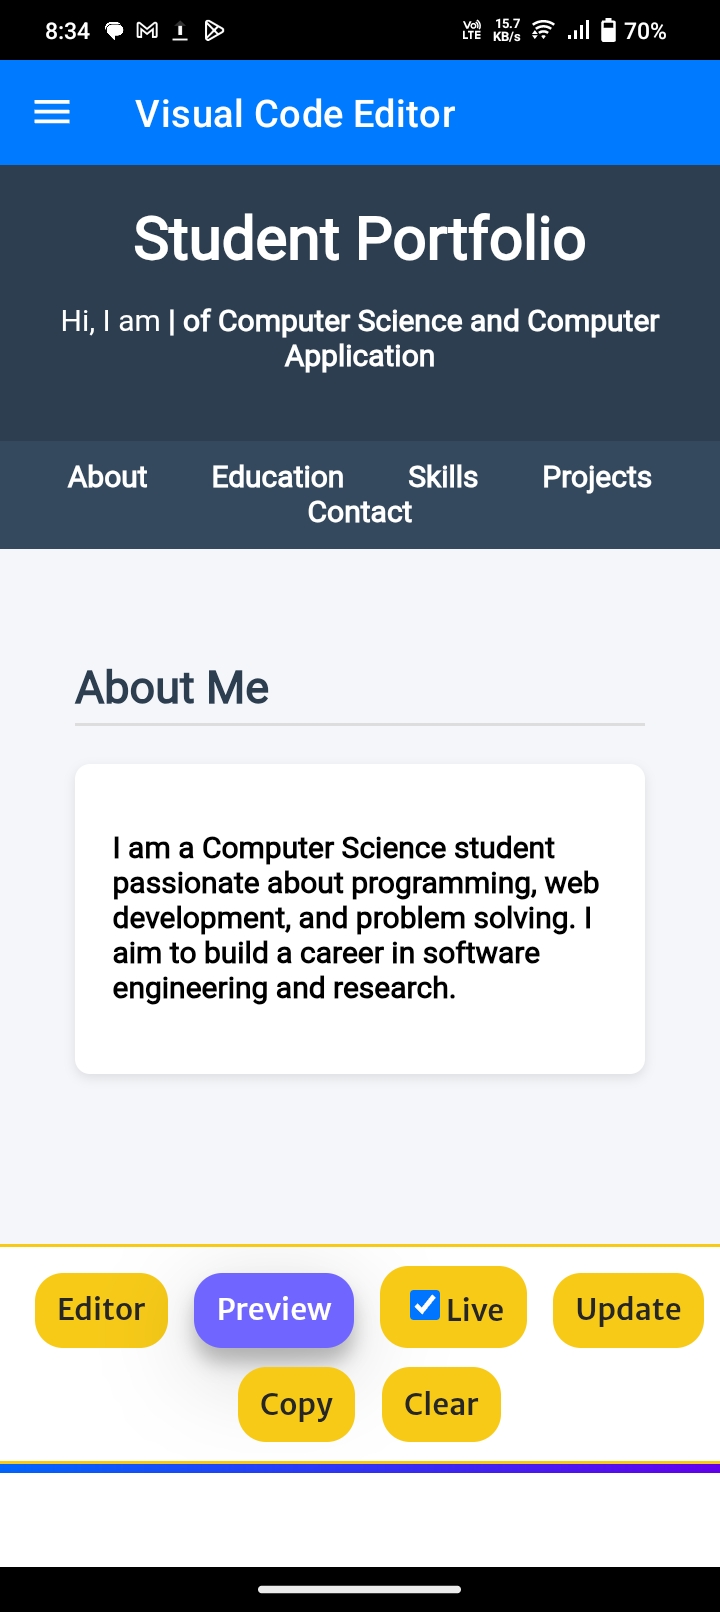 8:34 Vo) LTE 15.7 KB/s 70%
Visual Code Editor
Student Portfolio
Hi, I am | of Computer Science and Computer
Application
About Education Skills Projects
Contact
About Me
I am a Computer Science student
passionate about programming, web
development, and problem solving. I
aim to build a career in software
engineering and research.
Editor Preview Live Update
Copy Clear